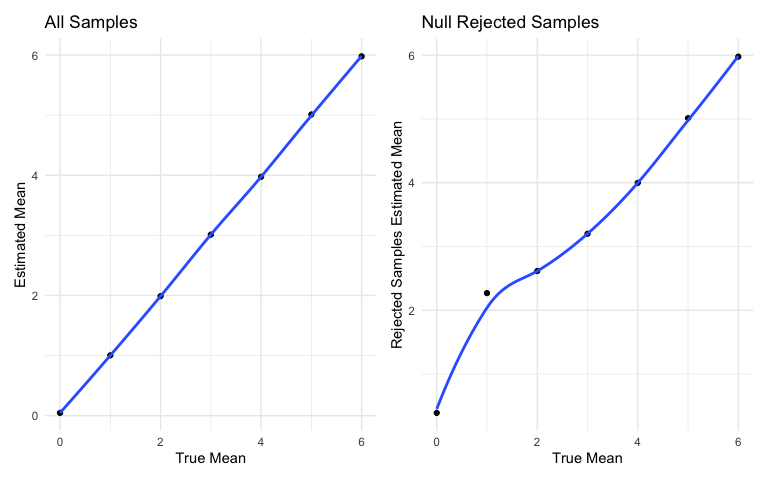 All Samples
Estimated Mean
6
4
2
0
0 2 4 6
True Mean
Null Rejected Samples
Rejected Samples Estimated Mean
6
4
2
0 2 4 6
True Mean